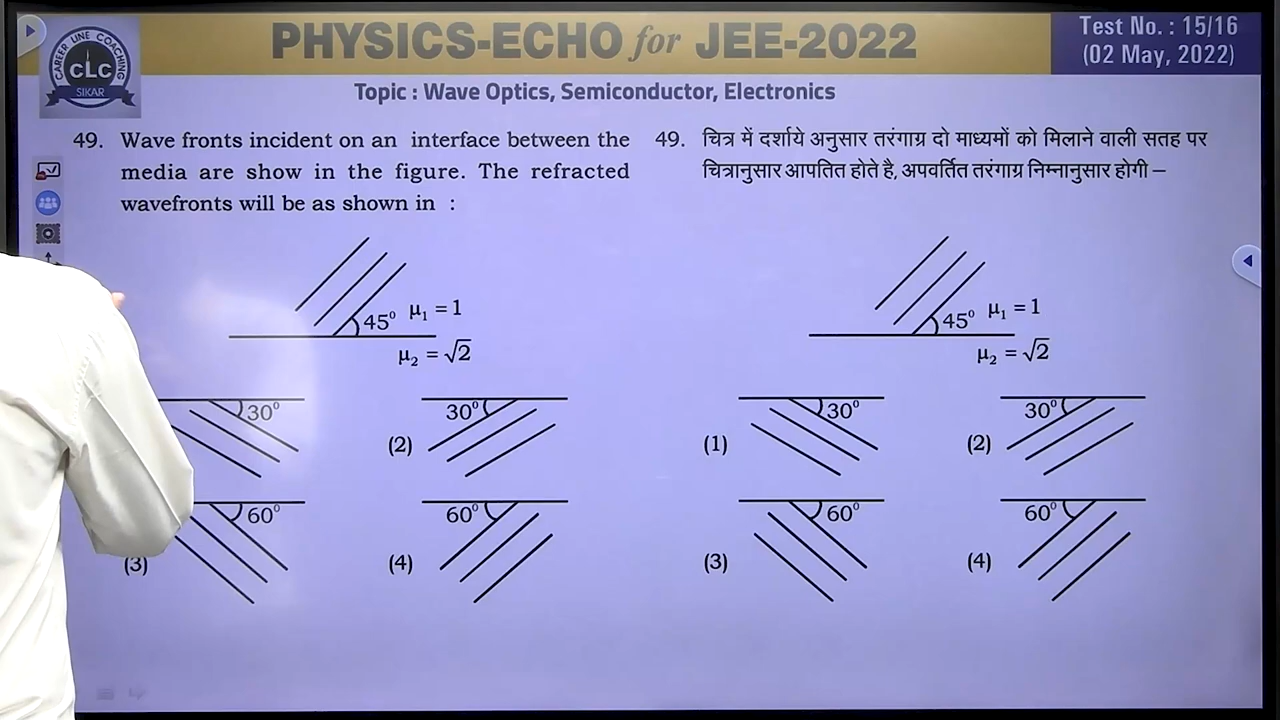 PHYSICS-ECHO for JEE-2022
Test No. : 15/16
(02 May, 2022)
CAREER LINE COACHING
CLC
SIKAR
Topic : Wave Optics, Semiconductor, Electronics
49. Wave fronts incident on an interface between the
media are show in the figure. The refracted
wavefronts will be as shown in :
45° μ₁ = 1
μ₂ = √2
30°
(2) 30°
(3) 60°
(4) 60°
49. चित्र में दर्शाये अनुसार तरंगाग्र दो माध्यमों को मिलाने वाली सतह पर
चित्रानुसार आपतित होते है, अपवर्तित तरंगाग्र निम्नानुसार होगी –
45° μ₁ = 1
μ₂ = √2
(1) 30°
(2) 30°
(3) 60°
(4) 60°